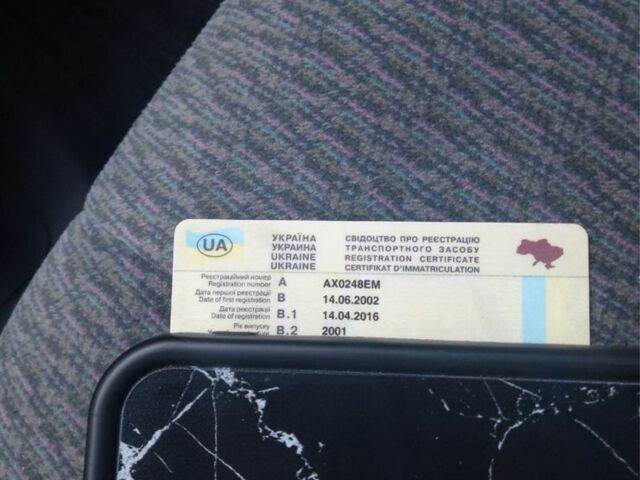 UA
УКРАЇНА СВІДОЦТВО ПРО РЕЄСТРАЦІЮ
УКРАИНА ТРАНСПОРТНОГО ЗАСОБУ
UKRAINE REGISTRATION CERTIFICATE
UKRAINE CERTIFIKAT D'IMMATRICULATION
Реєстраційний номер
Registration number A AX0248EM
Дата першої реєстрації
Date of first registration B 14.06.2002
Дата реєстрації
Date of registration B.1 14.04.2016
Рік випуску
B.2 2001